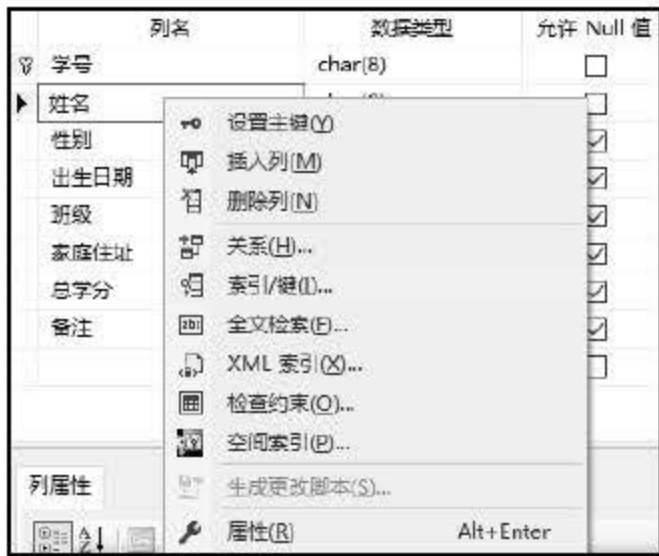 列名 数据类型 允许 Null 值
学号 char(8)
姓名
性别
出生日期
班级
家庭住址
总学分
备注
设置主键(Y)
插入列(M)
删除列(N)
关系(H)...
索引/键(I)...
全文检索(F)...
XML 索引(X)...
检查约束(O)...
空间索引(P)...
生成更改脚本(S)...
属性(R) Alt+Enter
列属性